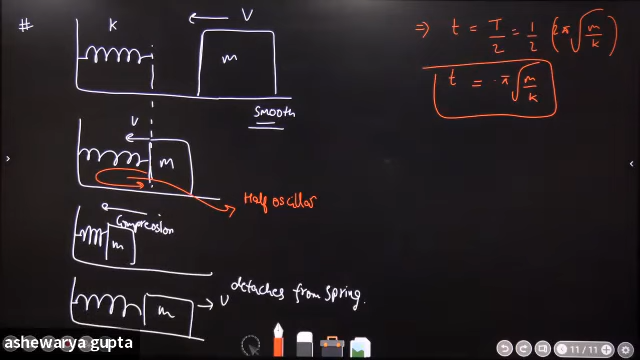 #
K
V
m
Smooth
V
m
Half oscillar
Compression
m
detaches from spring.
m
v
⇒ t = T/2 = 1/2 (2π√(m/k))
t = π√(m/k)
ashewarya gupta
11 / 11